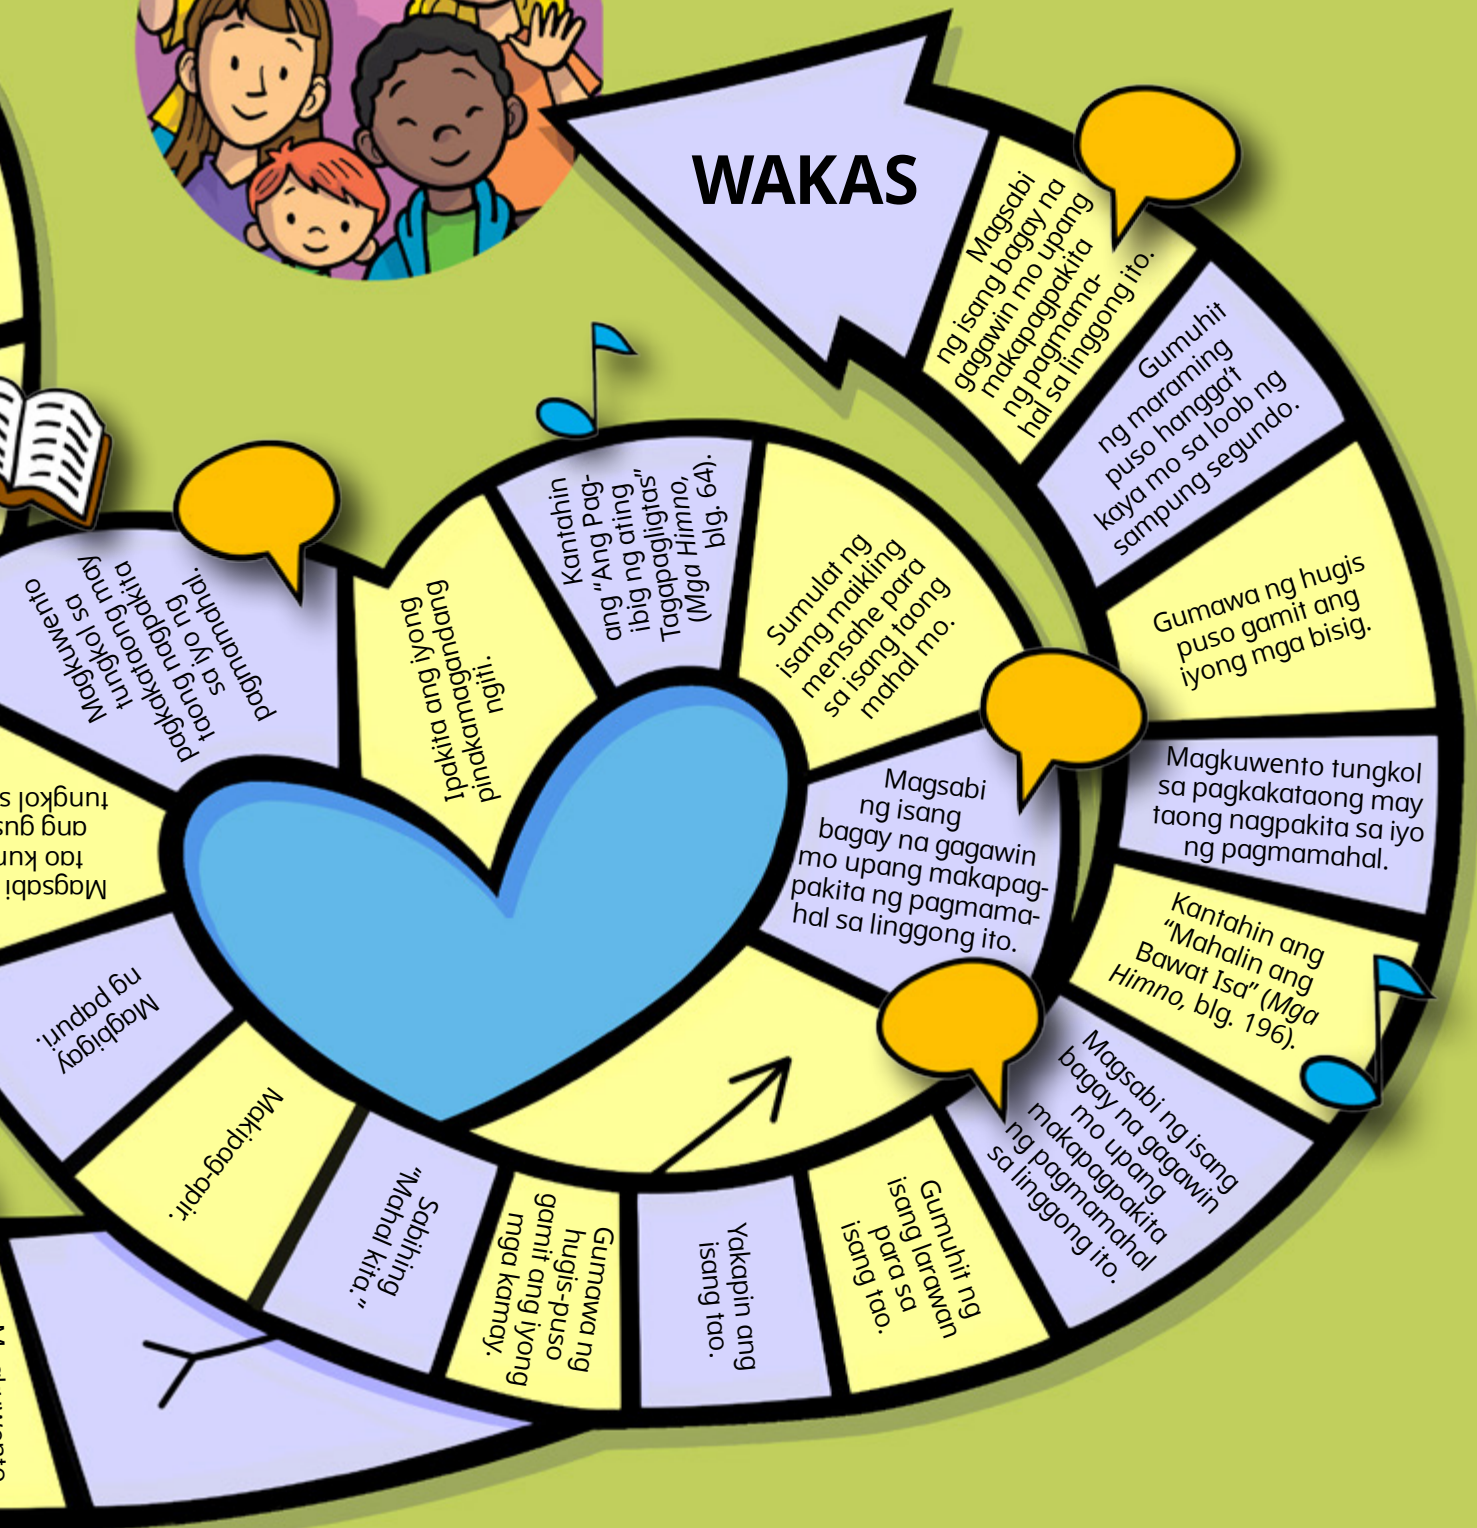 WAKAS
Magsabi
ng isang bagay na
gagawin mo upang
makapagpakita
ng pagmama-
hal sa linggong ito.
Gumuhit
ng maraming
puso hangga’t
kaya mo sa loob ng
sampung segundo.
Gumawa ng hugis
puso gamit ang
iyong mga bisig.
Magkuwento tungkol
sa pagkakataong may
taong nagpakita sa iyo
ng pagmamahal.
Kantahin ang
“Mahalin ang
Bawat Isa” (Mga
Himno, blg. 196).
Magsabi ng isang
bagay na gagawin
mo upang
makapagpakita
ng pagmamahal
sa linggong ito.
Gumuhit ng
isang larawan
para sa
isang tao.
Yakapin ang
isang tao.
Gumawa ng
hugis-puso
gamit ang iyong
mga kamay.
Sabihing
“Mahal kita.”
Makipag-apir.
Magbigay
ng papuri.
Magsabi
tao kun
ang gus
tungkol s
Magkuwento
tungkol sa
pagkakataong may
taong nagpakita
sa iyo ng
pagmamahal.
Ipakita ang iyong
pinakamagandang
ngiti.
Kantahin
ang “Ang Pag-
ibig ng ating
Tagapagligtas”
(Mga Himno,
blg. 64).
Sumulat ng
isang maikling
mensahe para
sa isang taong
mahal mo.
Magsabi
ng isang
bagay na gagawin
mo upang makapag-
pakita ng pagmama-
hal sa linggong ito.